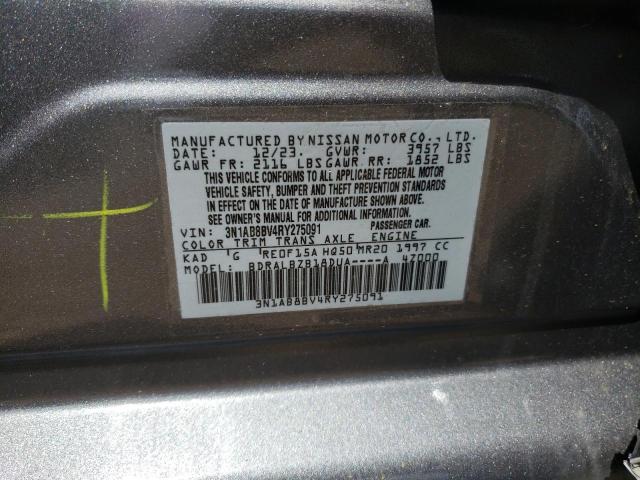 MANUFACTURED BY NISSAN MOTOR CO., LTD.
DATE: 12/23. GVWR: 3957 LBS
GAWR FR: 2116 LBS GAWR RR: 1852 LBS
THIS VEHICLE CONFORMS TO ALL APPLICABLE FEDERAL MOTOR
VEHICLE SAFETY, BUMPER AND THEFT PREVENTION STANDARDS
IN EFFECT ON THE DATE OF MANUFACTURE SHOWN ABOVE.
SEE OWNER'S MANUAL FOR ADDITIONAL INFORMATION.
VIN: 3N1AB8BV4RY275091 PASSENGER CAR.
COLOR TRIM TRANS AXLE ENGINE
KAD G RE0F15A HQ50 MR20 1997 CC
MODEL: BDRALBZB18DUA----A 4Z000
3N1AB8BV4RY275091